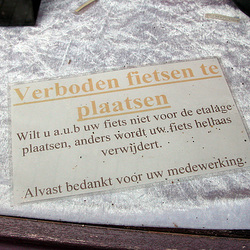 Verboden fietsen te
plaatsen
Wilt u a.u.b uw fiets niet voor de etalage
plaatsen, anders wordt uw fiets helaas
verwijdert.
Alvast bedankt voor uw medewerking.